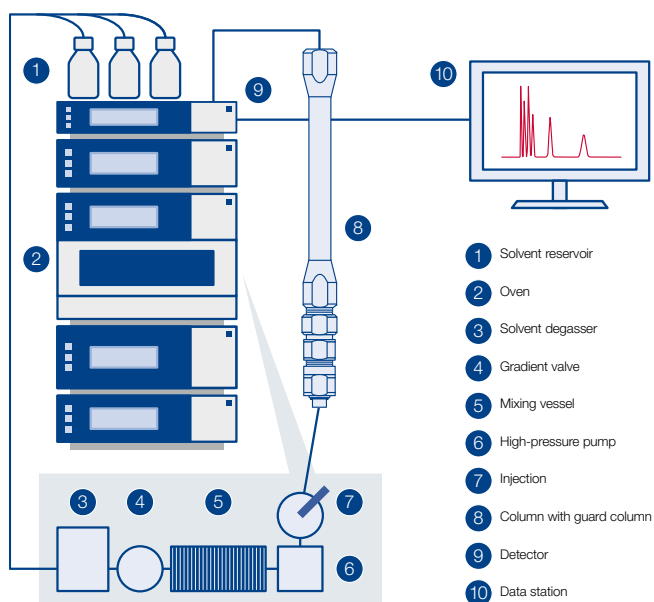 1
10
9
8
2
3
4
5
7
6
1 Solvent reservoir
2 Oven
3 Solvent degasser
4 Gradient valve
5 Mixing vessel
6 High-pressure pump
7 Injection
8 Column with guard column
9 Detector
10 Data station